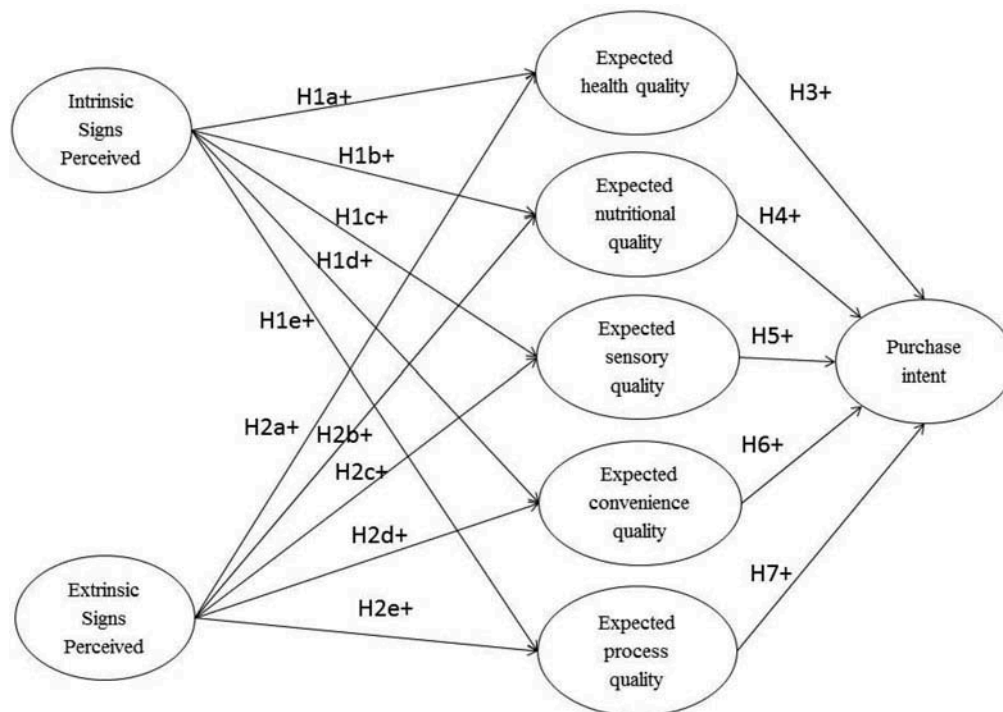 Intrinsic
Signs
Perceived
Extrinsic
Signs
Perceived
H1a+
H1b+
H1c+
H1d+
H1e+
H2a+
H2b+
H2c+
H2d+
H2e+
Expected
health quality
Expected
nutritional
quality
Expected
sensory
quality
Expected
convenience
quality
Expected
process
quality
H3+
H4+
H5+
H6+
H7+
Purchase
intent